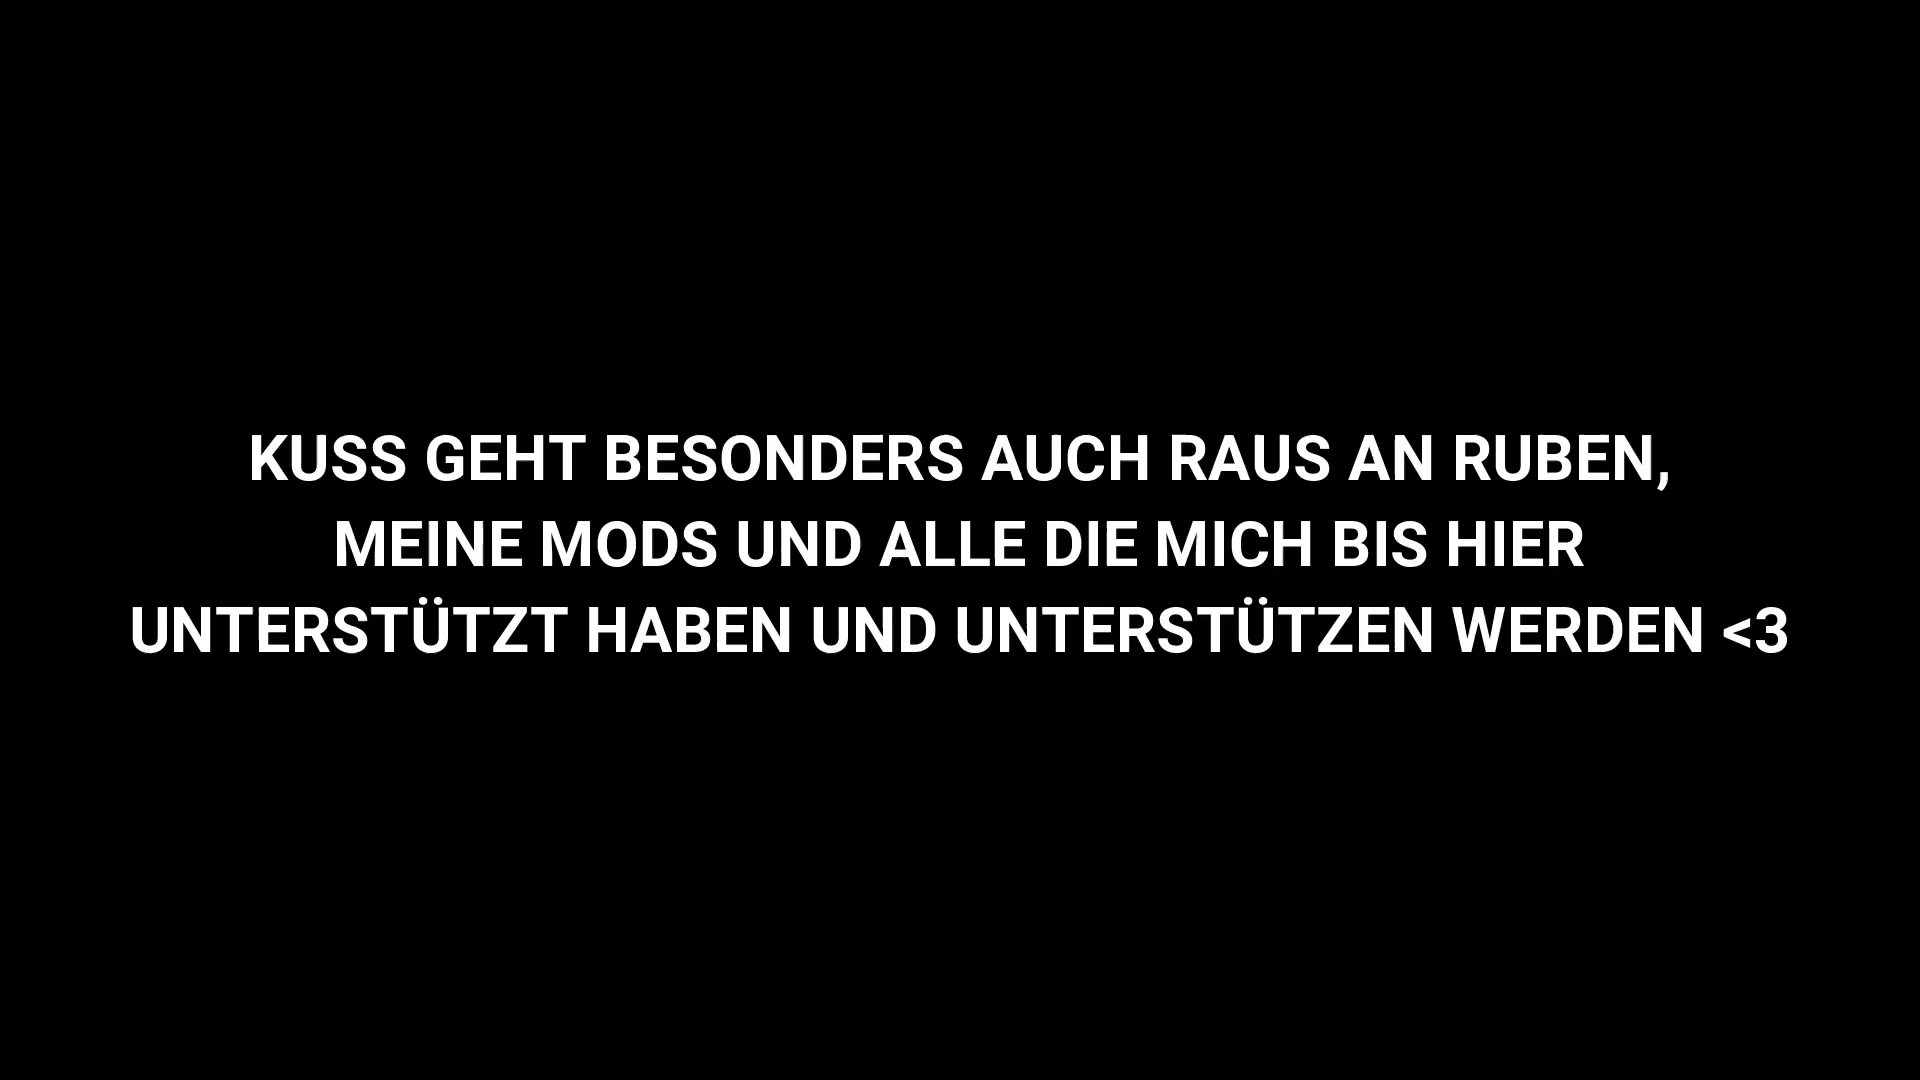 KUSS GEHT BESONDERS AUCH RAUS AN RUBEN,
MEINE MODS UND ALLE DIE MICH BIS HIER
UNTERSTÜTZT HABEN UND UNTERSTÜTZEN WERDEN <3